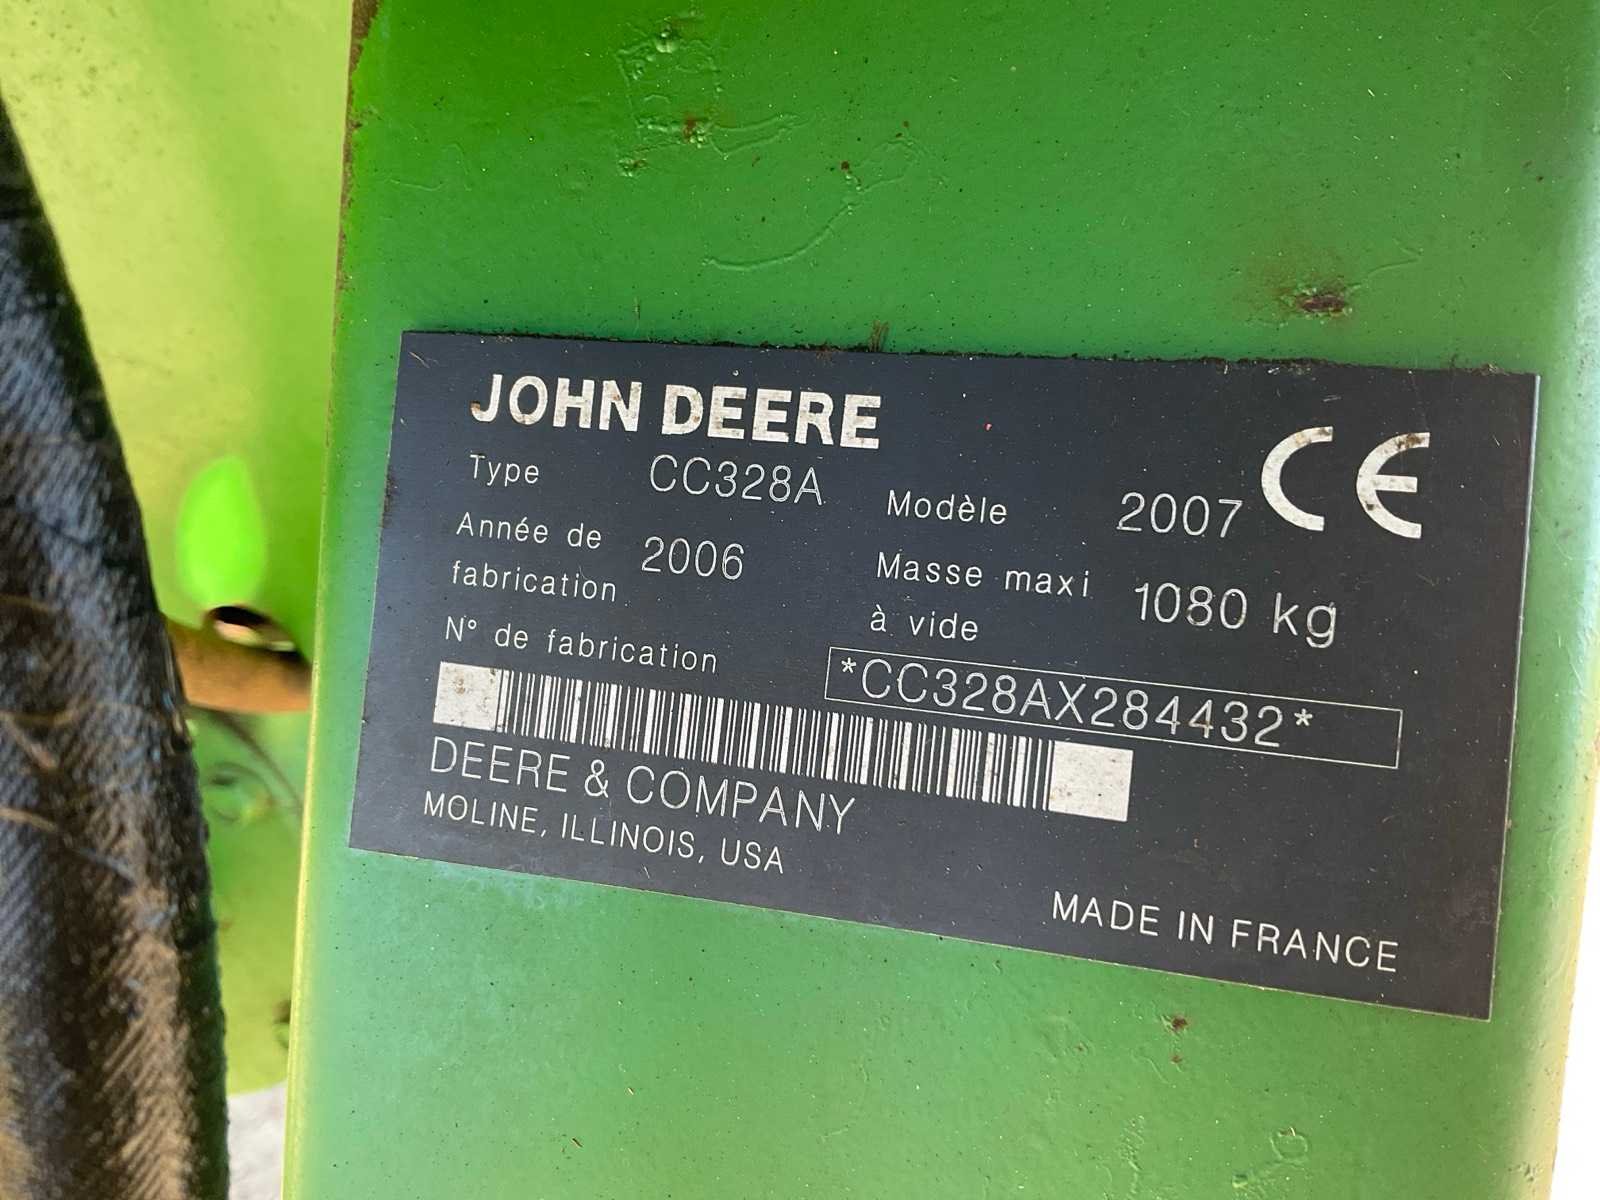 JOHN DEERE
CE
Type CC328A Modèle 2007
Année de fabrication 2006
Masse maxi à vide 1080 kg
N° de fabrication *CC328AX284432*
DEERE & COMPANY
MOLINE, ILLINOIS, USA
MADE IN FRANCE